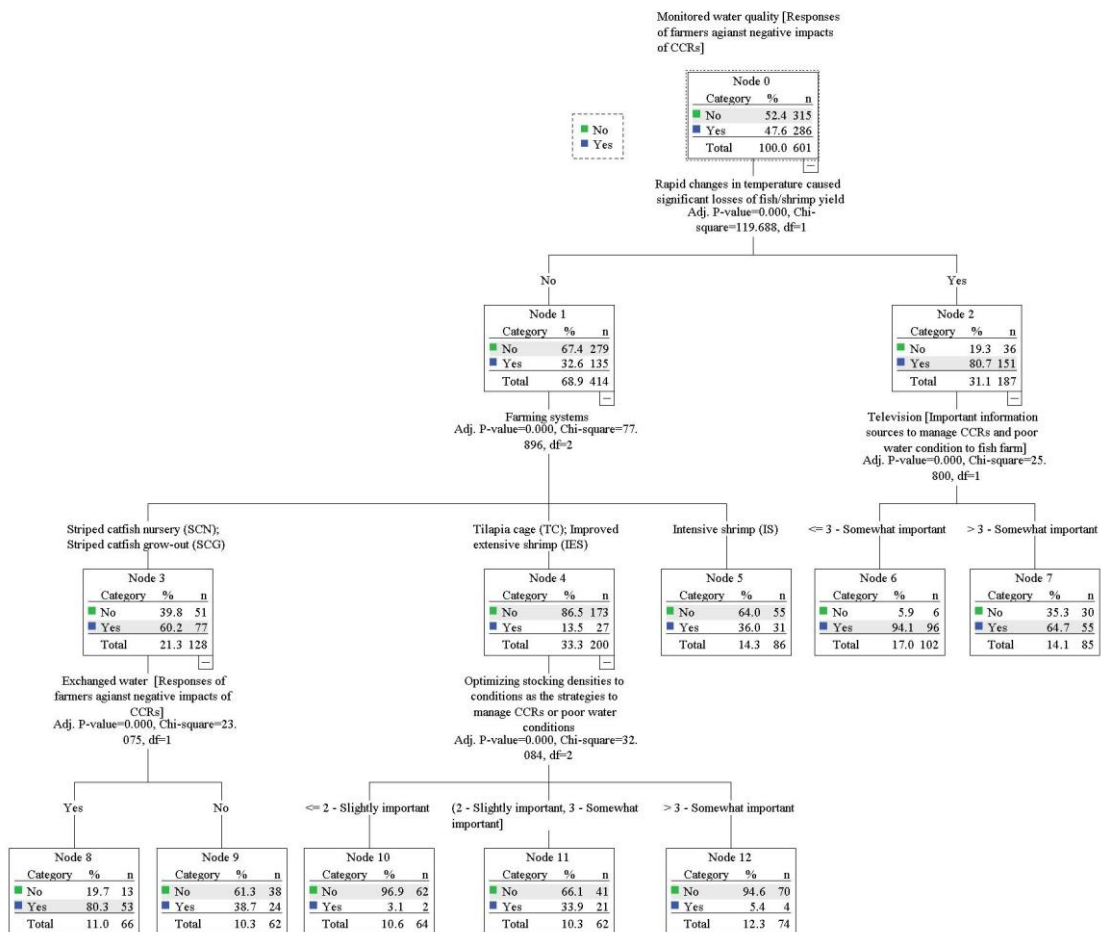 Monitored water quality [Responses
of farmers agianst negative impacts
of CCRs]
Node 0
Category % n
No 52.4 315
Yes 47.6 286
Total 100.0 601
No
Yes
Rapid changes in temperature caused
significant losses of fish/shrimp yield
Adj. P-value=0.000, Chi-
square=119.688, df=1
No
Yes
Node 1
Category % n
No 67.4 279
Yes 32.6 135
Total 68.9 414
Node 2
Category % n
No 19.3 36
Yes 80.7 151
Total 31.1 187
Farming systems
Adj. P-value=0.000, Chi-square=77.
896, df=2
Television [Important information
sources to manage CCRs and poor
water condition to fish farm]
Adj. P-value=0.000, Chi-square=25.
800, df=1
Striped catfish nursery (SCN);
Striped catfish grow-out (SCG)
Tilapia cage (TC); Improved
extensive shrimp (IES)
Intensive shrimp (IS)
<= 3 - Somewhat important
> 3 - Somewhat important
Node 3
Category % n
No 39.8 51
Yes 60.2 77
Total 21.3 128
Node 4
Category % n
No 86.5 173
Yes 13.5 27
Total 33.3 200
Node 5
Category % n
No 64.0 55
Yes 36.0 31
Total 14.3 86
Node 6
Category % n
No 5.9 6
Yes 94.1 96
Total 17.0 102
Node 7
Category % n
No 35.3 30
Yes 64.7 55
Total 14.1 85
Exchanged water [Responses of
farmers agianst negative impacts of
CCRs]
Adj. P-value=0.000, Chi-square=23.
075, df=1
Optimizing stocking densities to
conditions as the strategies to
manage CCRs or poor water
conditions
Adj. P-value=0.000, Chi-square=32.
084, df=2
Yes
No
<= 2 - Slightly important
(2 - Slightly important, 3 - Somewhat
important]
> 3 - Somewhat important
Node 8
Category % n
No 19.7 13
Yes 80.3 53
Total 11.0 66
Node 9
Category % n
No 61.3 38
Yes 38.7 24
Total 10.3 62
Node 10
Category % n
No 96.9 62
Yes 3.1 2
Total 10.6 64
Node 11
Category % n
No 66.1 41
Yes 33.9 21
Total 10.3 62
Node 12
Category % n
No 94.6 70
Yes 5.4 4
Total 12.3 74